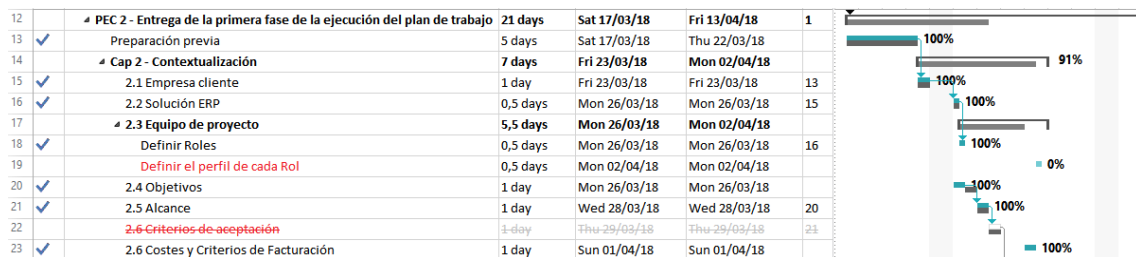 12 PEC 2 - Entrega de la primera fase de la ejecución del plan de trabajo 21 days Sat 17/03/18 Fri 13/04/18 1
13 Preparación previa 5 days Sat 17/03/18 Thu 22/03/18 100%
14 Cap 2 - Contextualización 7 days Fri 23/03/18 Mon 02/04/18 91%
15 2.1 Empresa cliente 1 day Fri 23/03/18 Fri 23/03/18 13 100%
16 2.2 Solución ERP 0,5 days Mon 26/03/18 Mon 26/03/18 15 100%
17 2.3 Equipo de proyecto 5,5 days Mon 26/03/18 Mon 02/04/18
18 Definir Roles 0,5 days Mon 26/03/18 Mon 26/03/18 16 100%
19 Definir el perfil de cada Rol 0,5 days Mon 02/04/18 Mon 02/04/18 0%
20 2.4 Objetivos 1 day Mon 26/03/18 Mon 26/03/18 100%
21 2.5 Alcance 1 day Wed 28/03/18 Wed 28/03/18 20 100%
22 2.6 Criterios de aceptación 1 day Thu 29/03/18 Thu 29/03/18 21
23 2.6 Costes y Criterios de Facturación 1 day Sun 01/04/18 Sun 01/04/18 100%